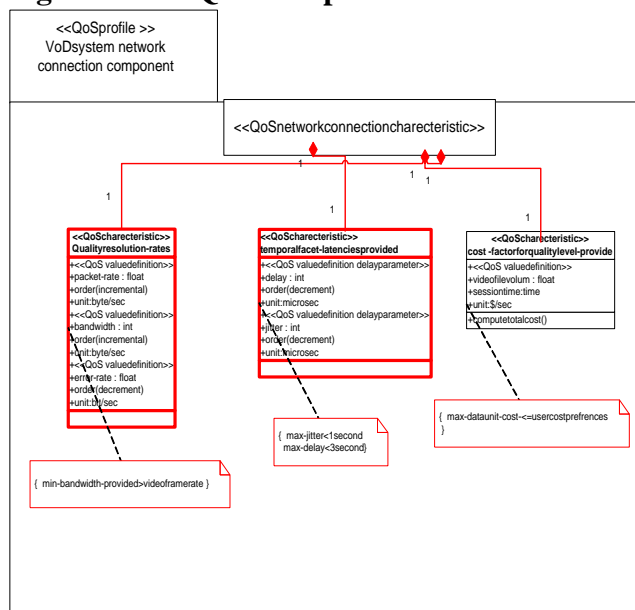 <<QoSprofile >>
VoDsystem network
connection component
<<QoSnetworkconnectioncharecteristic>>
1
1
1
1
1
1
<<QoScharecteristic>>
Qualityresolution-rates
+<<QoS valuedefinition>>
+packet-rate : float
+order(incremental)
+unit:byte/sec
+<<QoS valuedefinition>>
+bandwidth : int
+order(incremental)
+unit:byte/sec
+<<QoS valuedefinition>>
+error-rate : float
+order(decrement)
+unit:bit/sec
<<QoScharecteristic>>
temporalfacet-latenciesprovided
+<<QoS valuedefinition delayparameter>>
+delay : int
+order(decrement)
+unit:microsec
+<<QoS valuedefinition delayparameter>>
+jitter : int
+order(decrement)
+unit:microsec
<<QoScharecteristic>>
cost -factorforqualitylevel-provide
+<<QoS valuedefinition>>
+videofilevolum : float
+sessiontime:time
+unit:$/sec
+computetotalcost()
{ min-bandwidth-provided>videoframerate }
{ max-jitter<1second
max-delay<3second}
{ max-dataunit-cost-<=usercostprefrences
}